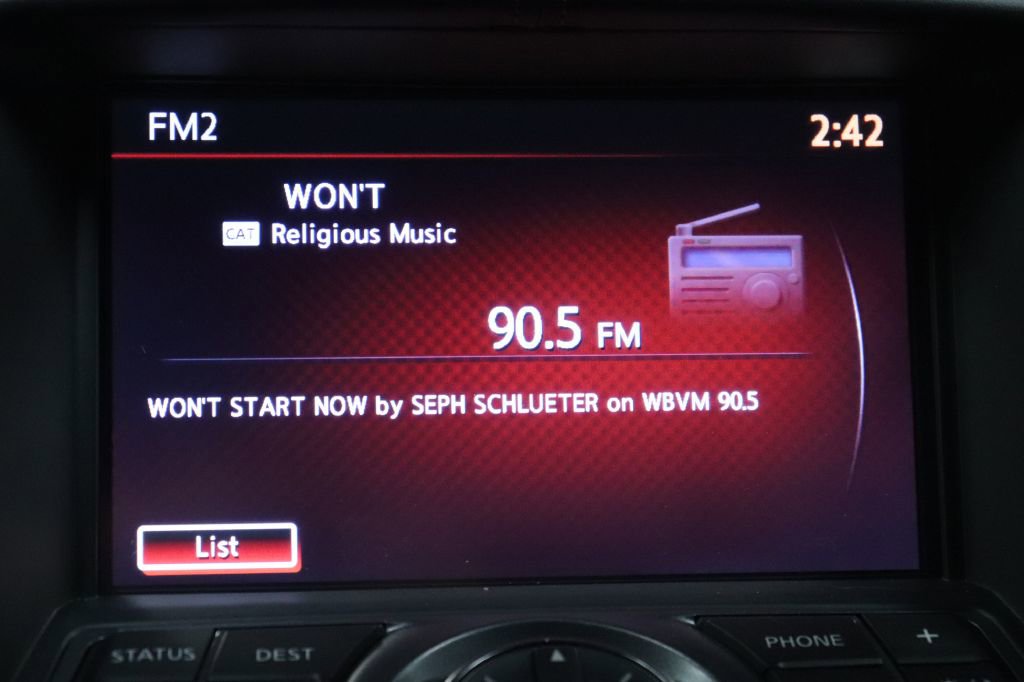 FM2
2:42
WON'T
CAT Religious Music
90.5 FM
WON'T START NOW by SEPH SCHLUETER on WBVM 90.5
List
STATUS
DEST
PHONE
+